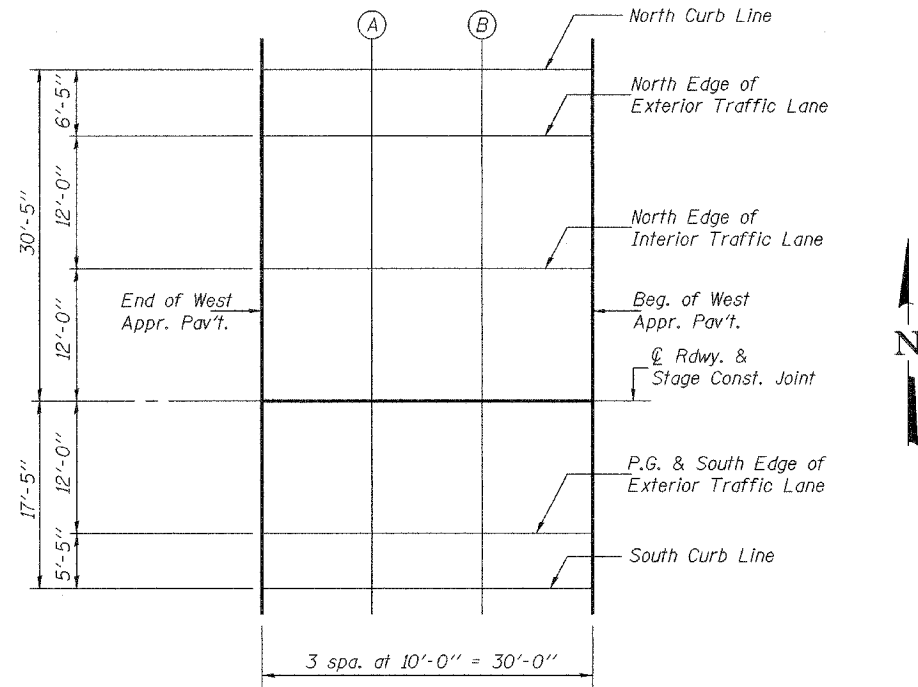 A
B
North Curb Line
North Edge of
Exterior Traffic Lane
North Edge of
Interior Traffic Lane
End of West
Appr. Pav't.
Beg. of West
Appr. Pav't.
℄ Rdwy. &
Stage Const. Joint
P.G. & South Edge of
Exterior Traffic Lane
South Curb Line
30'-5"
6'-5"
12'-0"
12'-0"
17'-5"
12'-0"
5'-5"
3 spa. at 10'-0" = 30'-0"
N